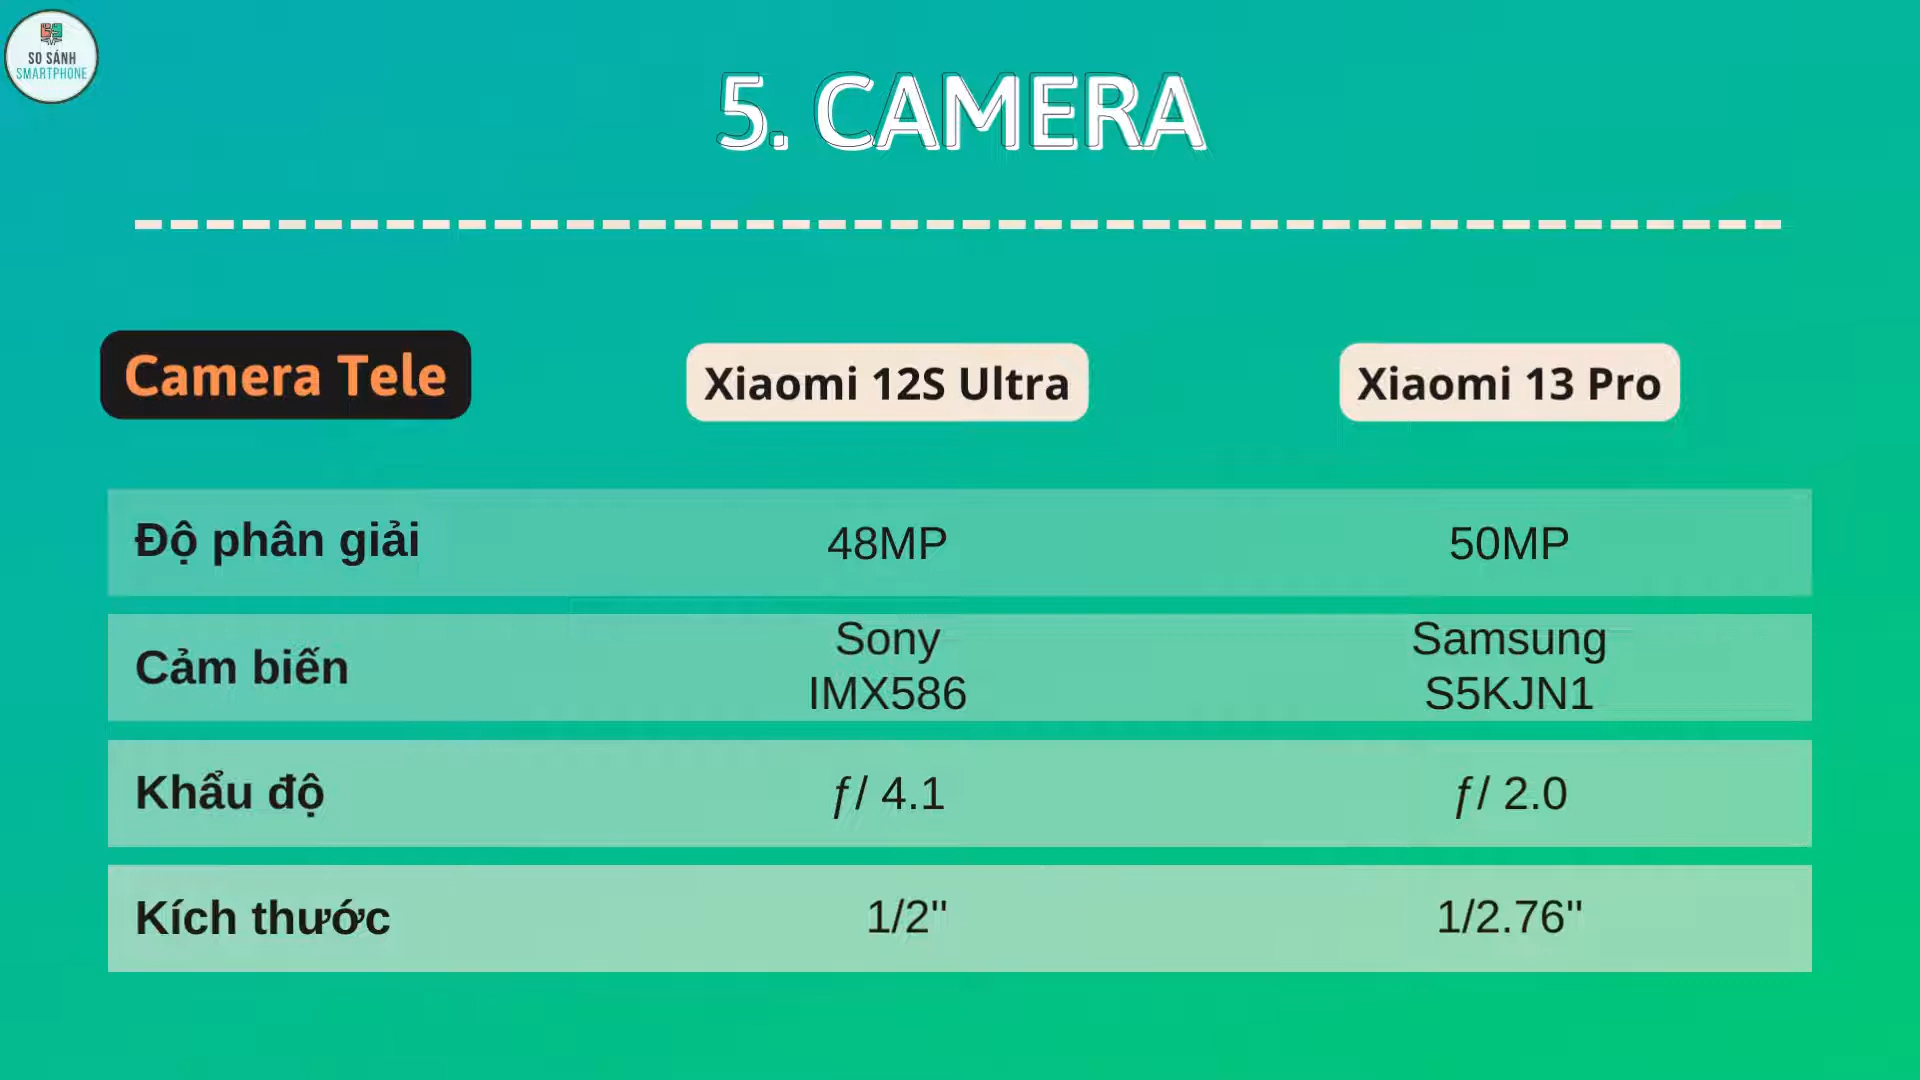 SO SÁNH
SMARTPHONE
5. CAMERA
Camera Tele
Xiaomi 12S Ultra
Xiaomi 13 Pro
Độ phân giải
48MP
50MP
Cảm biến
Sony
IMX586
Samsung
S5KJN1
Khẩu độ
ƒ/ 4.1
ƒ/ 2.0
Kích thước
1/2"
1/2.76"